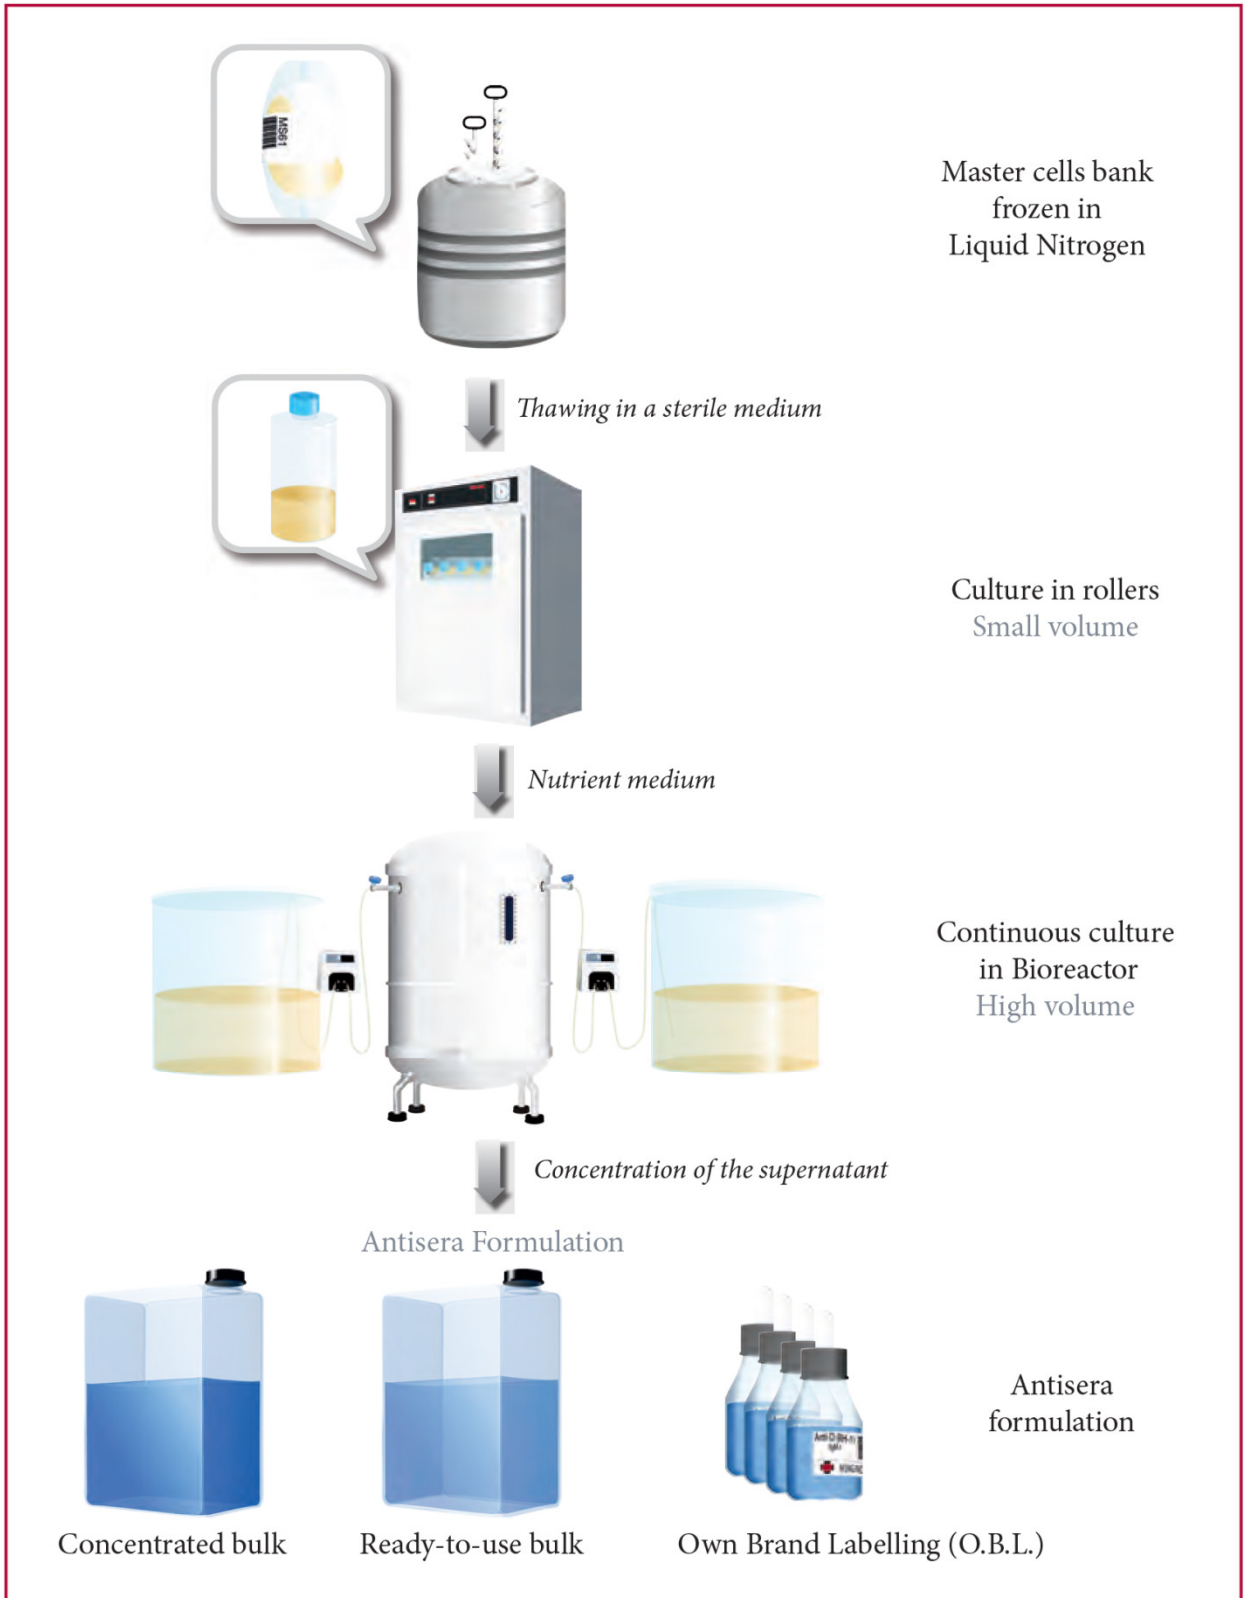 MS61
Master cells bank
frozen in
Liquid Nitrogen
Thawing in a sterile medium
Culture in rollers
Small volume
Nutrient medium
Continuous culture
in Bioreactor
High volume
Concentration of the supernatant
Antisera Formulation
Antisera
formulation
Anti-D
Concentrated bulk
Ready-to-use bulk
Own Brand Labelling (O.B.L.)